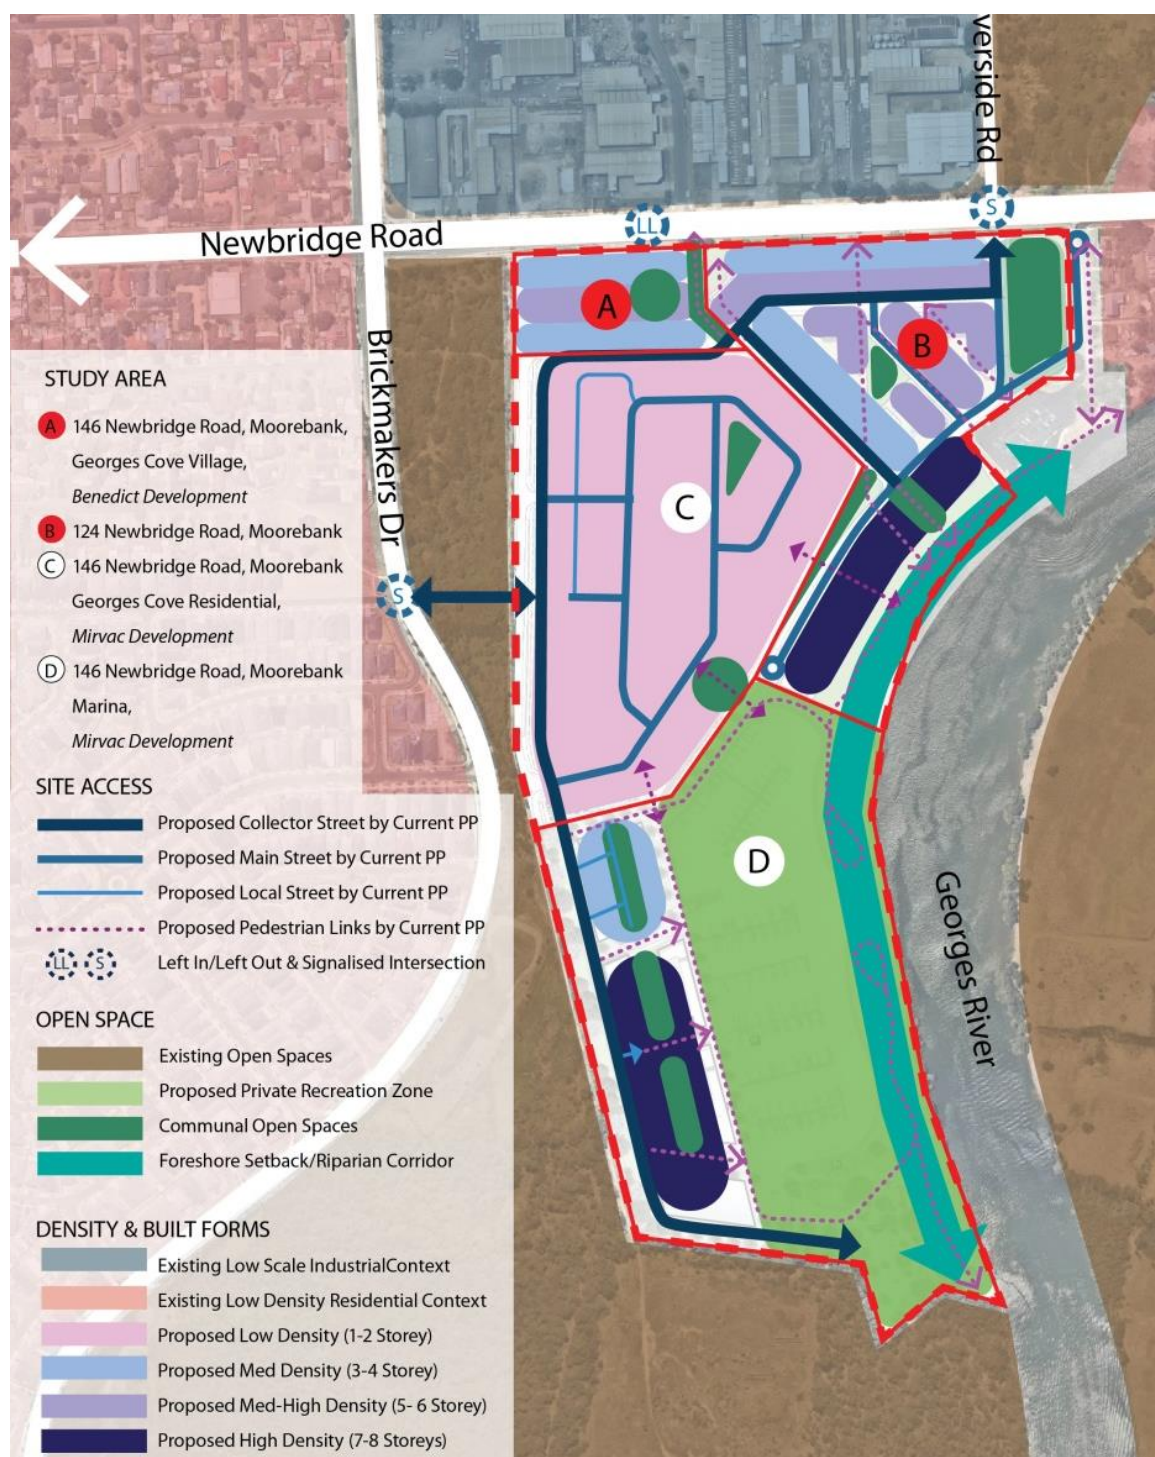 verside Rd
S
LL
Newbridge Road
A
B
Brickmakers Dr
C
S
D
Georges River
STUDY AREA
A 146 Newbridge Road, Moorebank,
Georges Cove Village,
Benedict Development
B 124 Newbridge Road, Moorebank
C 146 Newbridge Road, Moorebank
Georges Cove Residential,
Mirvac Development
D 146 Newbridge Road, Moorebank
Marina,
Mirvac Development
SITE ACCESS
Proposed Collector Street by Current PP
Proposed Main Street by Current PP
Proposed Local Street by Current PP
Proposed Pedestrian Links by Current PP
LL S Left In/Left Out & Signalised Intersection
OPEN SPACE
Existing Open Spaces
Proposed Private Recreation Zone
Communal Open Spaces
Foreshore Setback/Riparian Corridor
DENSITY & BUILT FORMS
Existing Low Scale IndustrialContext
Existing Low Density Residential Context
Proposed Low Density (1-2 Storey)
Proposed Med Density (3-4 Storey)
Proposed Med-High Density (5- 6 Storey)
Proposed High Density (7-8 Storeys)